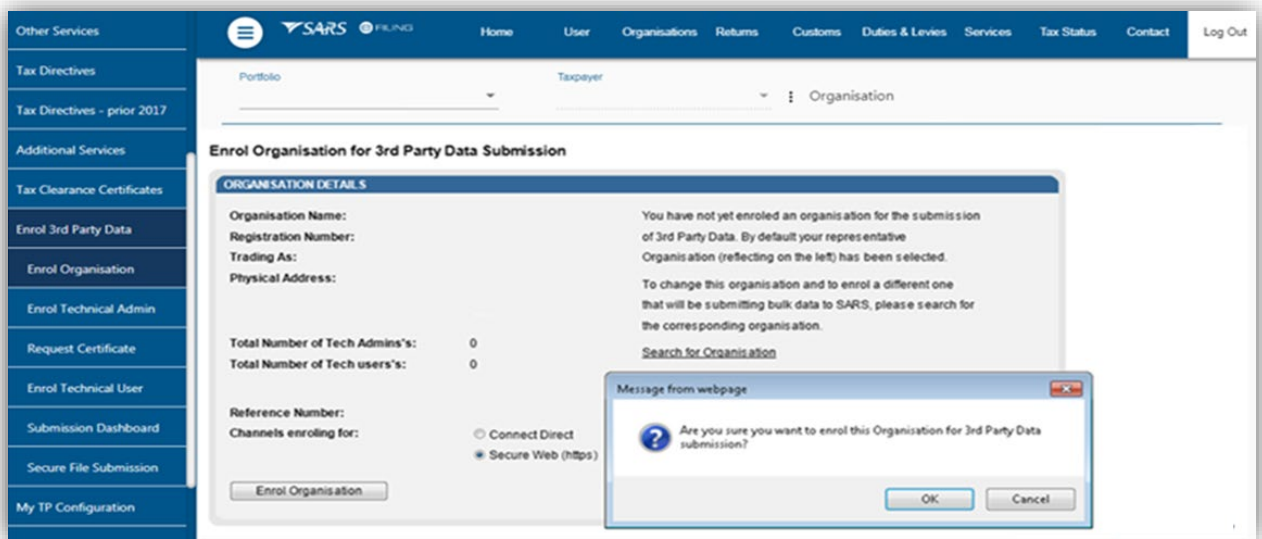 Other Services
Tax Directives
Tax Directives - prior 2017
Additional Services
Tax Clearance Certificates
Enrol 3rd Party Data
Enrol Organisation
Enrol Technical Admin
Request Certificate
Enrol Technical User
Submission Dashboard
Secure File Submission
My TP Configuration
SARS eFILING
Home User Organisations Returns Customs Duties & Levies Services Tax Status Contact Log Out
Portfolio Taxpayer
Organisation
Enrol Organisation for 3rd Party Data Submission
ORGANISATION DETAILS
Organisation Name:
Registration Number:
Trading As:
Physical Address:
Total Number of Tech Admins's: 0
Total Number of Tech users's: 0
Reference Number:
Channels enroling for: Connect Direct
Secure Web (https)
Enrol Organisation
You have not yet enroled an organisation for the submission
of 3rd Party Data. By default your representative
Organisation (reflecting on the left) has been selected.
To change this organisation and to enrol a different one
that will be submitting bulk data to SARS, please search for
the corresponding organisation.
Search for Organisation
Message from webpage
Are you sure you want to enrol this Organisation for 3rd Party Data
submission?
OK Cancel